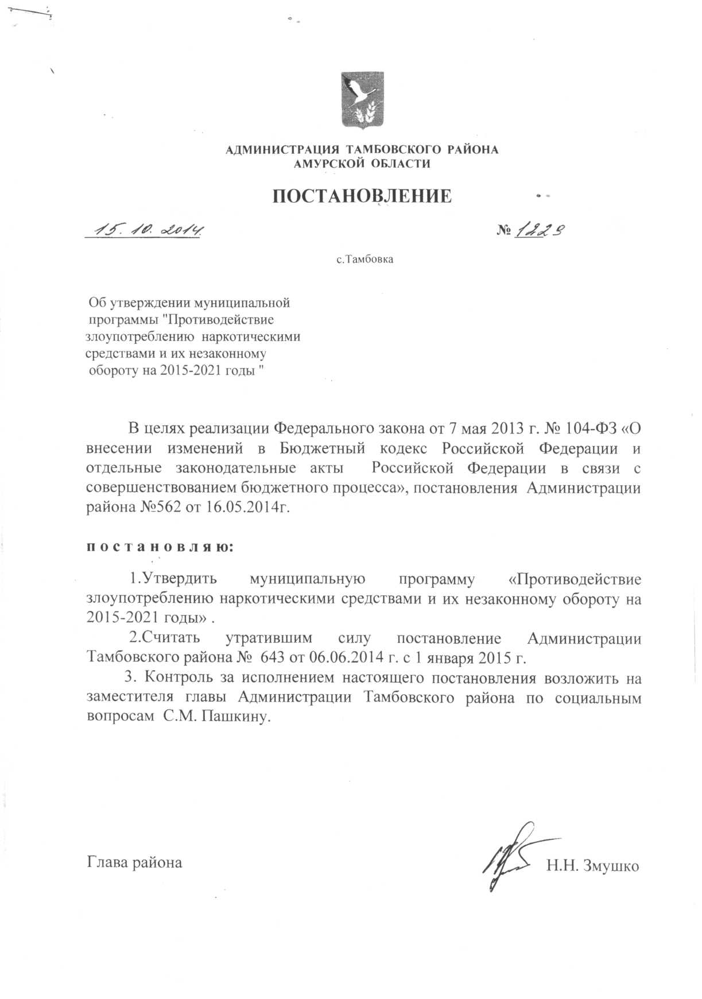 АДМИНИСТРАЦИЯ ТАМБОВСКОГО РАЙОНА
АМУРСКОЙ ОБЛАСТИ
ПОСТАНОВЛЕНИЕ
15. 10. 2014. № 1229
с.Тамбовка
Об утверждении муниципальной
программы "Противодействие
злоупотреблению наркотическими
средствами и их незаконному
обороту на 2015-2021 годы "
В целях реализации Федерального закона от 7 мая 2013 г. № 104-ФЗ «О
внесении изменений в Бюджетный кодекс Российской Федерации и
отдельные законодательные акты Российской Федерации в связи с
совершенствованием бюджетного процесса», постановления Администрации
района №562 от 16.05.2014г.
п о с т а н о в л я ю:
1.Утвердить муниципальную программу «Противодействие
злоупотреблению наркотическими средствами и их незаконному обороту на
2015-2021 годы» .
2.Считать утратившим силу постановление Администрации
Тамбовского района № 643 от 06.06.2014 г. с 1 января 2015 г.
3. Контроль за исполнением настоящего постановления возложить на
заместителя главы Администрации Тамбовского района по социальным
вопросам С.М. Пашкину.
Глава района Н.Н. Змушко